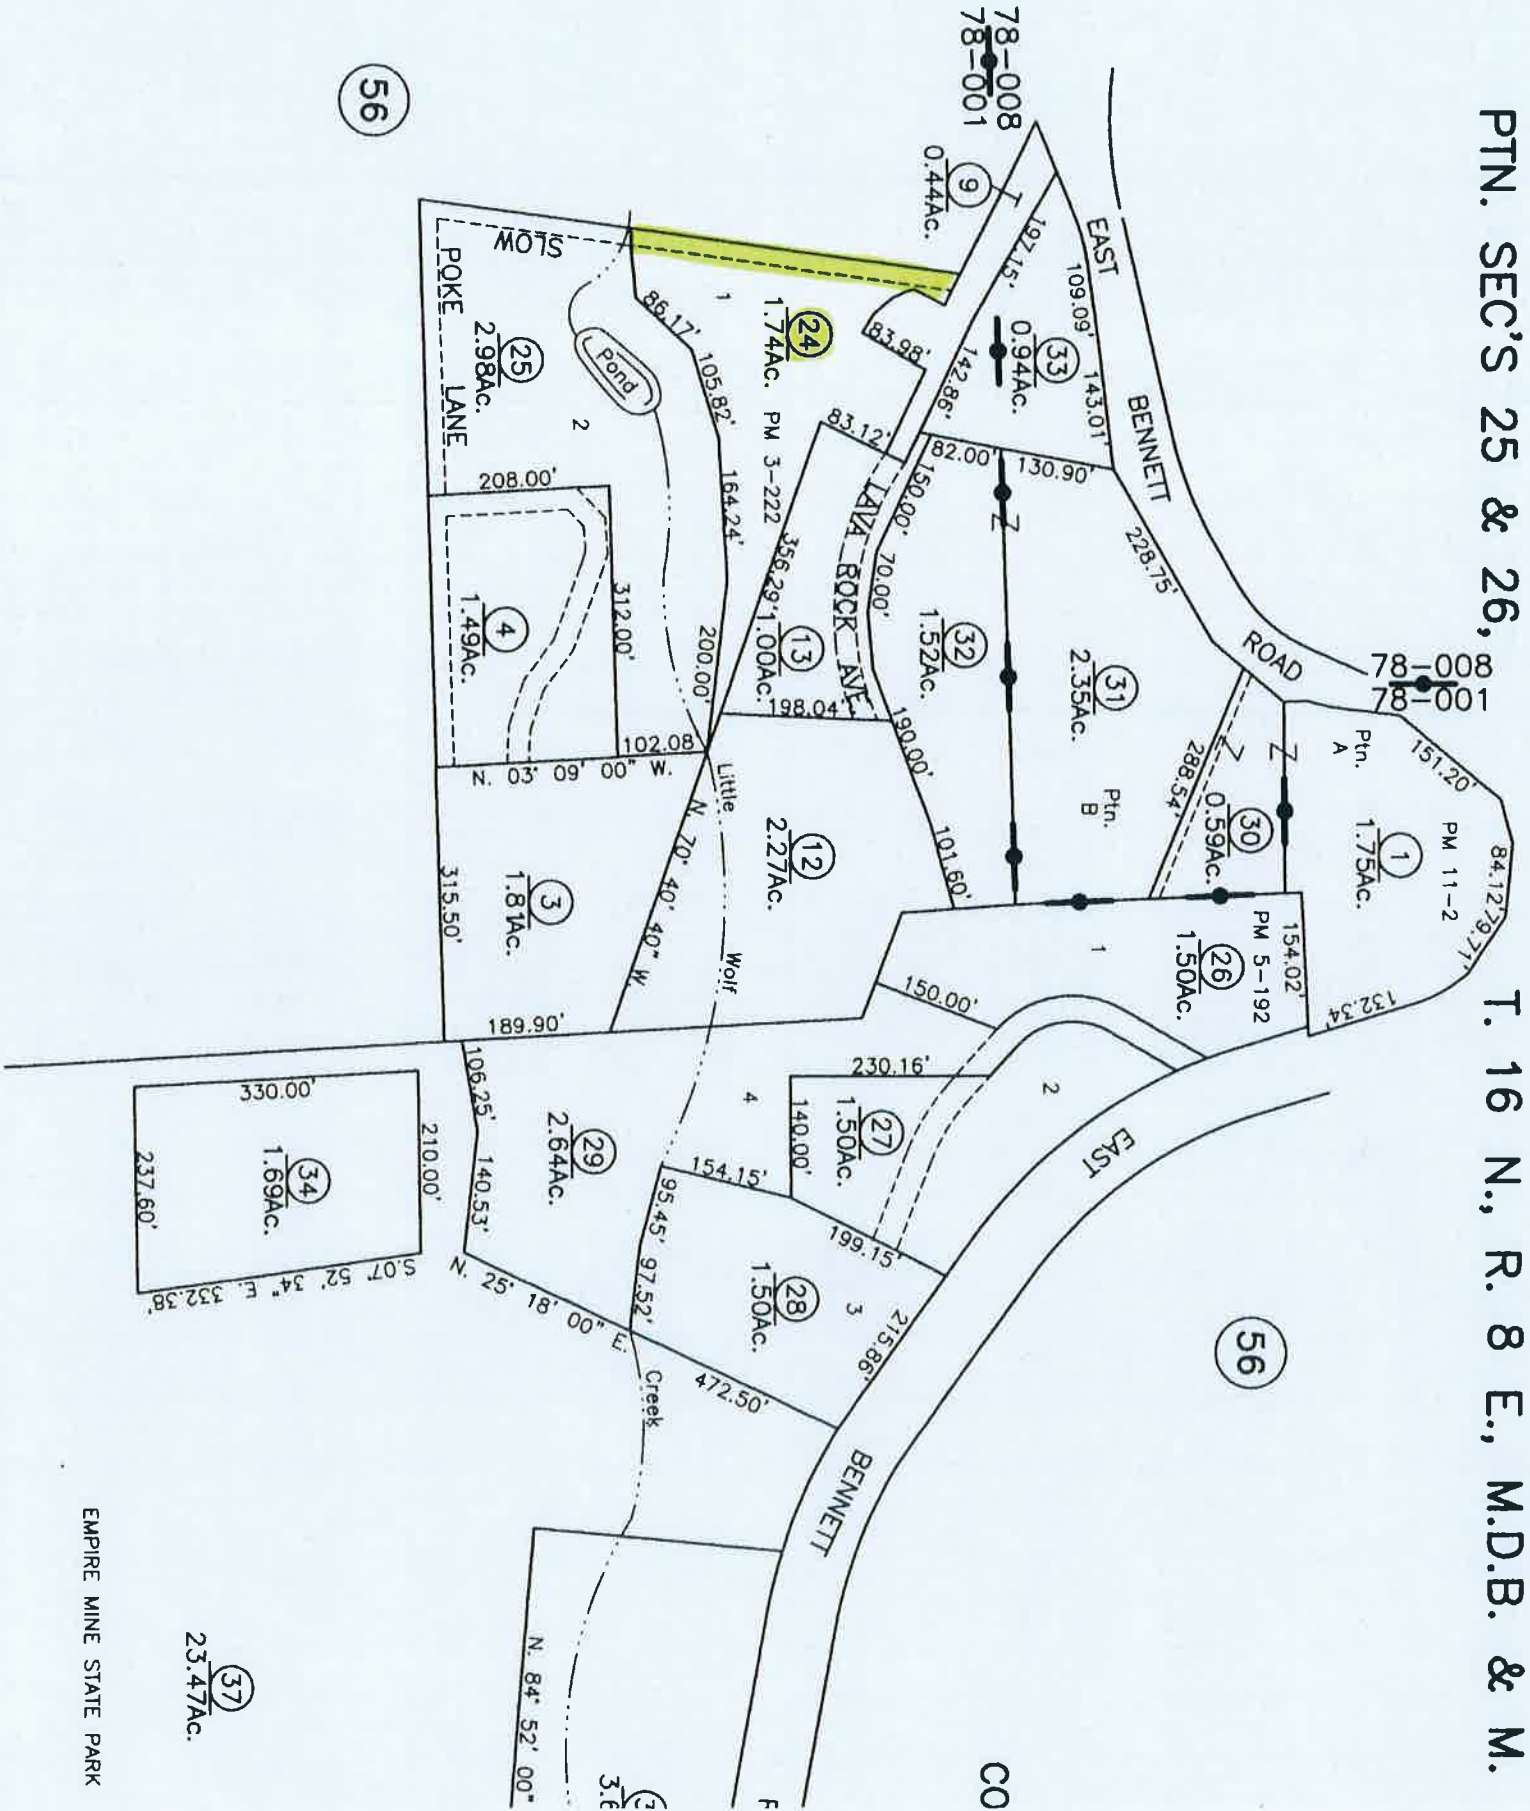 PTN. SEC'S 25 & 26, T. 16 N., R. 8 E., M.D.B. & M.
78-008
78-001
78-008
78-001
EAST BENNETT ROAD
109.09'
143.01'
228.75'
151.20'
84.12'
79.71'
132.34'
PM 11-2
1
1.75Ac.
Ptn.
A
154.02'
PM 5-192
26
1.50Ac.
1
30
0.59Ac.
288.54'
31
2.35Ac.
Ptn.
B
33
0.94Ac.
130.90'
82.00'
9
0.44Ac.
197.15'
142.86'
32
1.52Ac.
150.00'
70.00'
190.00'
101.60'
LAVA ROCK AVE.
83.98'
83.12'
24
1.74Ac.
PM 3-222
1
13
1.00Ac.
356.29'
198.04'
12
2.27Ac.
150.00'
2
230.16'
27
1.50Ac.
140.00'
4
EAST BENNETT
56
199.15'
28
1.50Ac.
3
215.86'
154.15'
95.45'
97.52'
472.50'
Little Wolf Creek
86.17'
105.82'
164.24'
200.00'
Pond
SLOW
POKE LANE
25
2.98Ac.
2
208.00'
312.00'
102.08
4
1.49Ac.
N. 03° 09' 00" W.
N. 70° 40' 40" W.
3
1.81Ac.
315.50'
189.90'
106.25'
140.53'
29
2.64Ac.
N. 25° 18' 00" E.
56
330.00'
210.00'
34
1.69Ac.
237.60'
S.07° 52' 34" E. 332.38'
N. 84° 52' 00"
CO
37
23.47Ac.
EMPIRE MINE STATE PARK